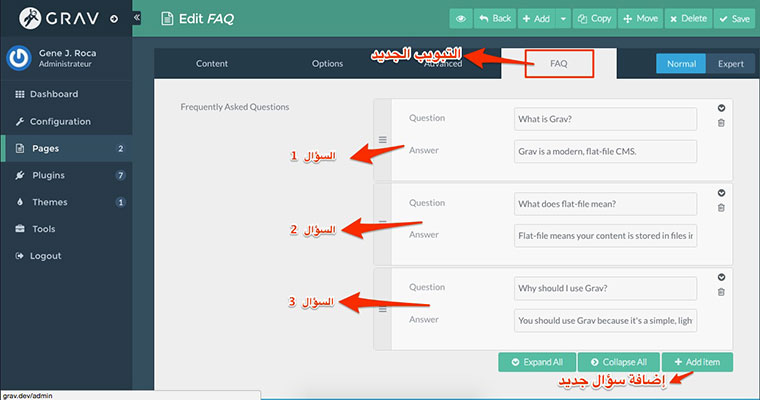 GRAV
Edit FAQ
Back
Add
Copy
Move
Delete
Save
Gene J. Roca
Administrateur
Dashboard
Configuration
Pages 2
Plugins 7
Themes 1
Tools
Logout
Content
Options
Advanced
التبويب الجديد
FAQ
Normal
Expert
Frequently Asked Questions
Question
What is Grav?
Answer
Grav is a modern, flat-file CMS.
السؤال 1
Question
What does flat-file mean?
Answer
Flat-file means your content is stored in files in
السؤال 2
Question
Why should I use Grav?
Answer
You should use Grav because it's a simple, ligh
السؤال 3
Expand All
Collapse All
Add item
إضافة سؤال جديد
grav.dev/admin